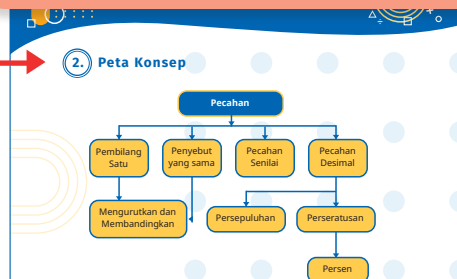 2. Peta Konsep
Pecahan
Pembilang
Satu
Penyebut
yang sama
Pecahan
Senilai
Pecahan
Desimal
Mengurutkan dan
Membandingkan
Persepuluhan
Perseratusan
Persen